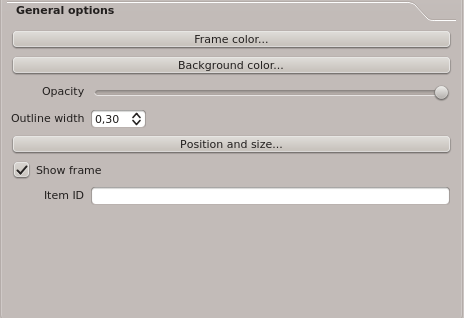 General options
Frame color...
Background color...
Opacity
Outline width 0,30
Position and size...
Show frame
Item ID